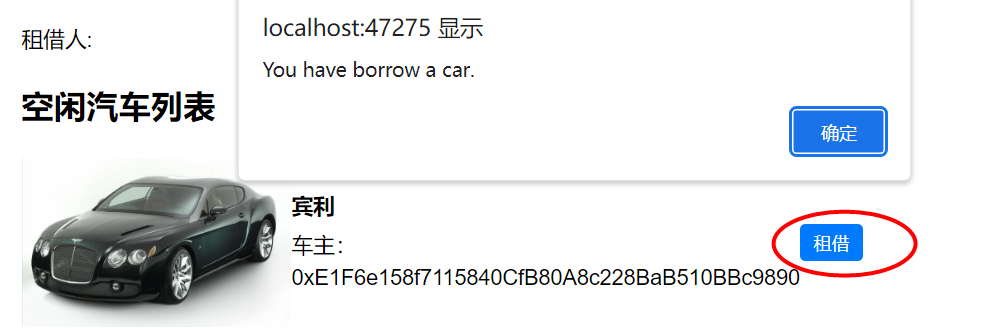 localhost:47275 显示
You have borrow a car.
确定
租借人:
空闲汽车列表
宾利
车主：
0xE1F6e158f7115840CfB80A8c228BaB510BBc9890
租借